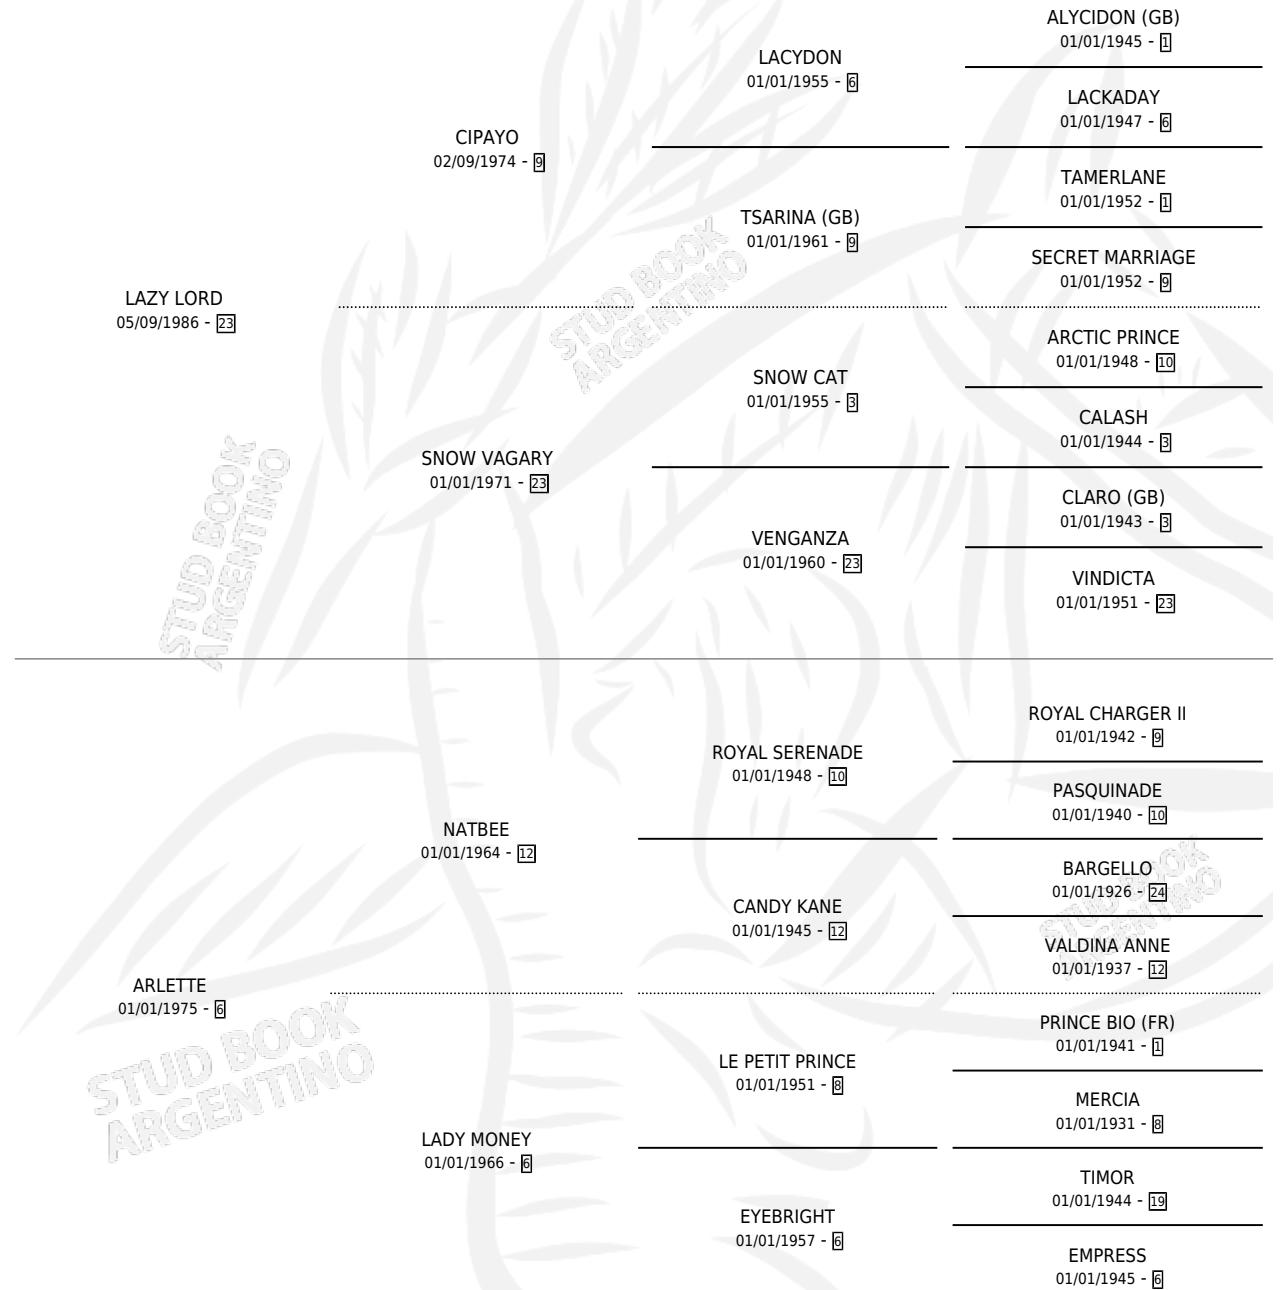 ALYCIDON (GB)
01/01/1945 - 1
LACYDON
01/01/1955 - 6
LACKADAY
01/01/1947 - 6
CIPAYO
02/09/1974 - 9
TAMERLANE
01/01/1952 - 1
TSARINA (GB)
01/01/1961 - 9
SECRET MARRIAGE
01/01/1952 - 9
LAZY LORD
05/09/1986 - 23
STUD BOOK
ARGENTINO
ARCTIC PRINCE
01/01/1948 - 10
SNOW CAT
01/01/1955 - 3
CALASH
01/01/1944 - 3
SNOW VAGARY
01/01/1971 - 23
CLARO (GB)
01/01/1943 - 3
VENGANZA
01/01/1960 - 23
VINDICTA
01/01/1951 - 23
STUD BOOK
ARGENTINO
ROYAL CHARGER II
01/01/1942 - 9
ROYAL SERENADE
01/01/1948 - 10
PASQUINADE
01/01/1940 - 10
NATBEE
01/01/1964 - 12
BARGELLO
01/01/1926 - 24
CANDY KANE
01/01/1945 - 12
STUD BOOK
ARGENTINO
VALDINA ANNE
01/01/1937 - 12
ARLETTE
01/01/1975 - 6
PRINCE BIO (FR)
01/01/1941 - 1
LE PETIT PRINCE
01/01/1951 - 8
STUD BOOK
ARGENTINO
MERCIA
01/01/1931 - 8
LADY MONEY
01/01/1966 - 6
TIMOR
01/01/1944 - 19
EYEBRIGHT
01/01/1957 - 6
EMPRESS
01/01/1945 - 6